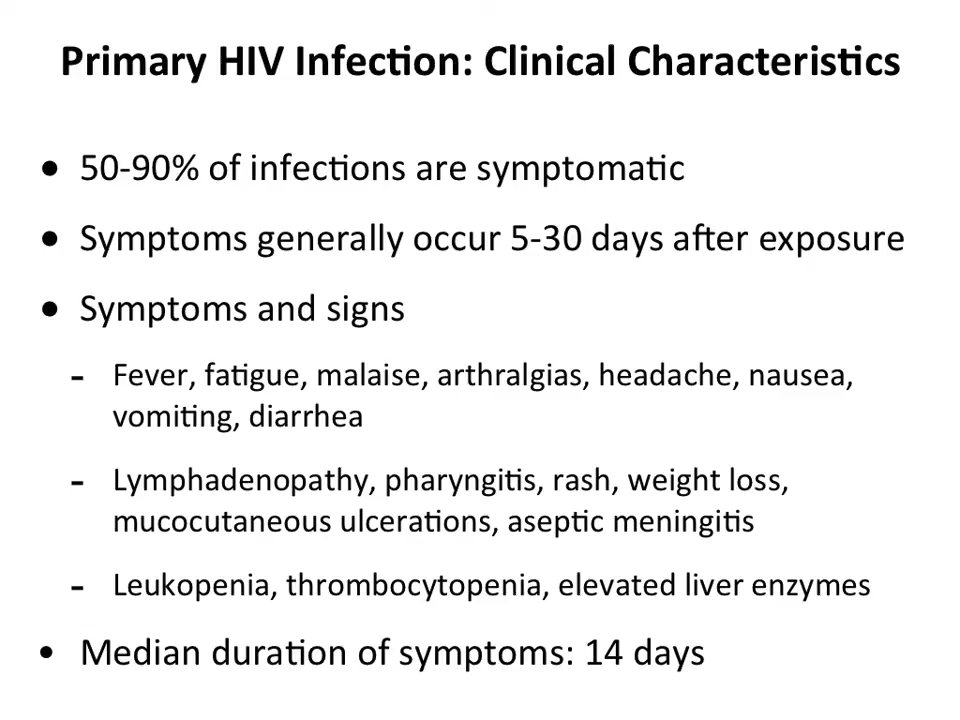 Primary HIV Infection: Clinical Characteristics
• 50-90% of infections are symptomatic
• Symptoms generally occur 5-30 days after exposure
• Symptoms and signs
- Fever, fatigue, malaise, arthralgias, headache, nausea,
vomiting, diarrhea
- Lymphadenopathy, pharyngitis, rash, weight loss,
mucocutaneous ulcerations, aseptic meningitis
- Leukopenia, thrombocytopenia, elevated liver enzymes
• Median duration of symptoms: 14 days